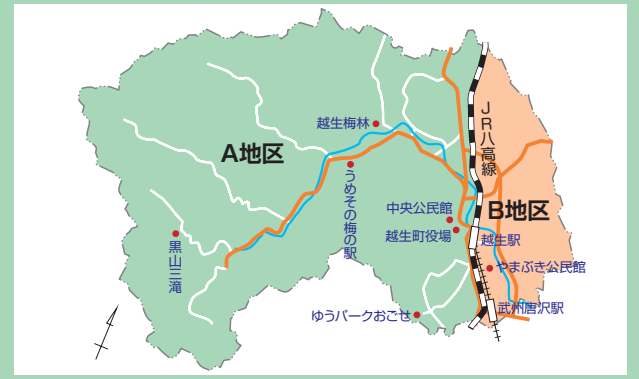 JR八高線
越生梅林
A地区
うめその梅の駅
中央公民館
B地区
越生町役場
越生駅
黒山三滝
やまぶき公民館
武州唐沢駅
ゆうパークおごせ